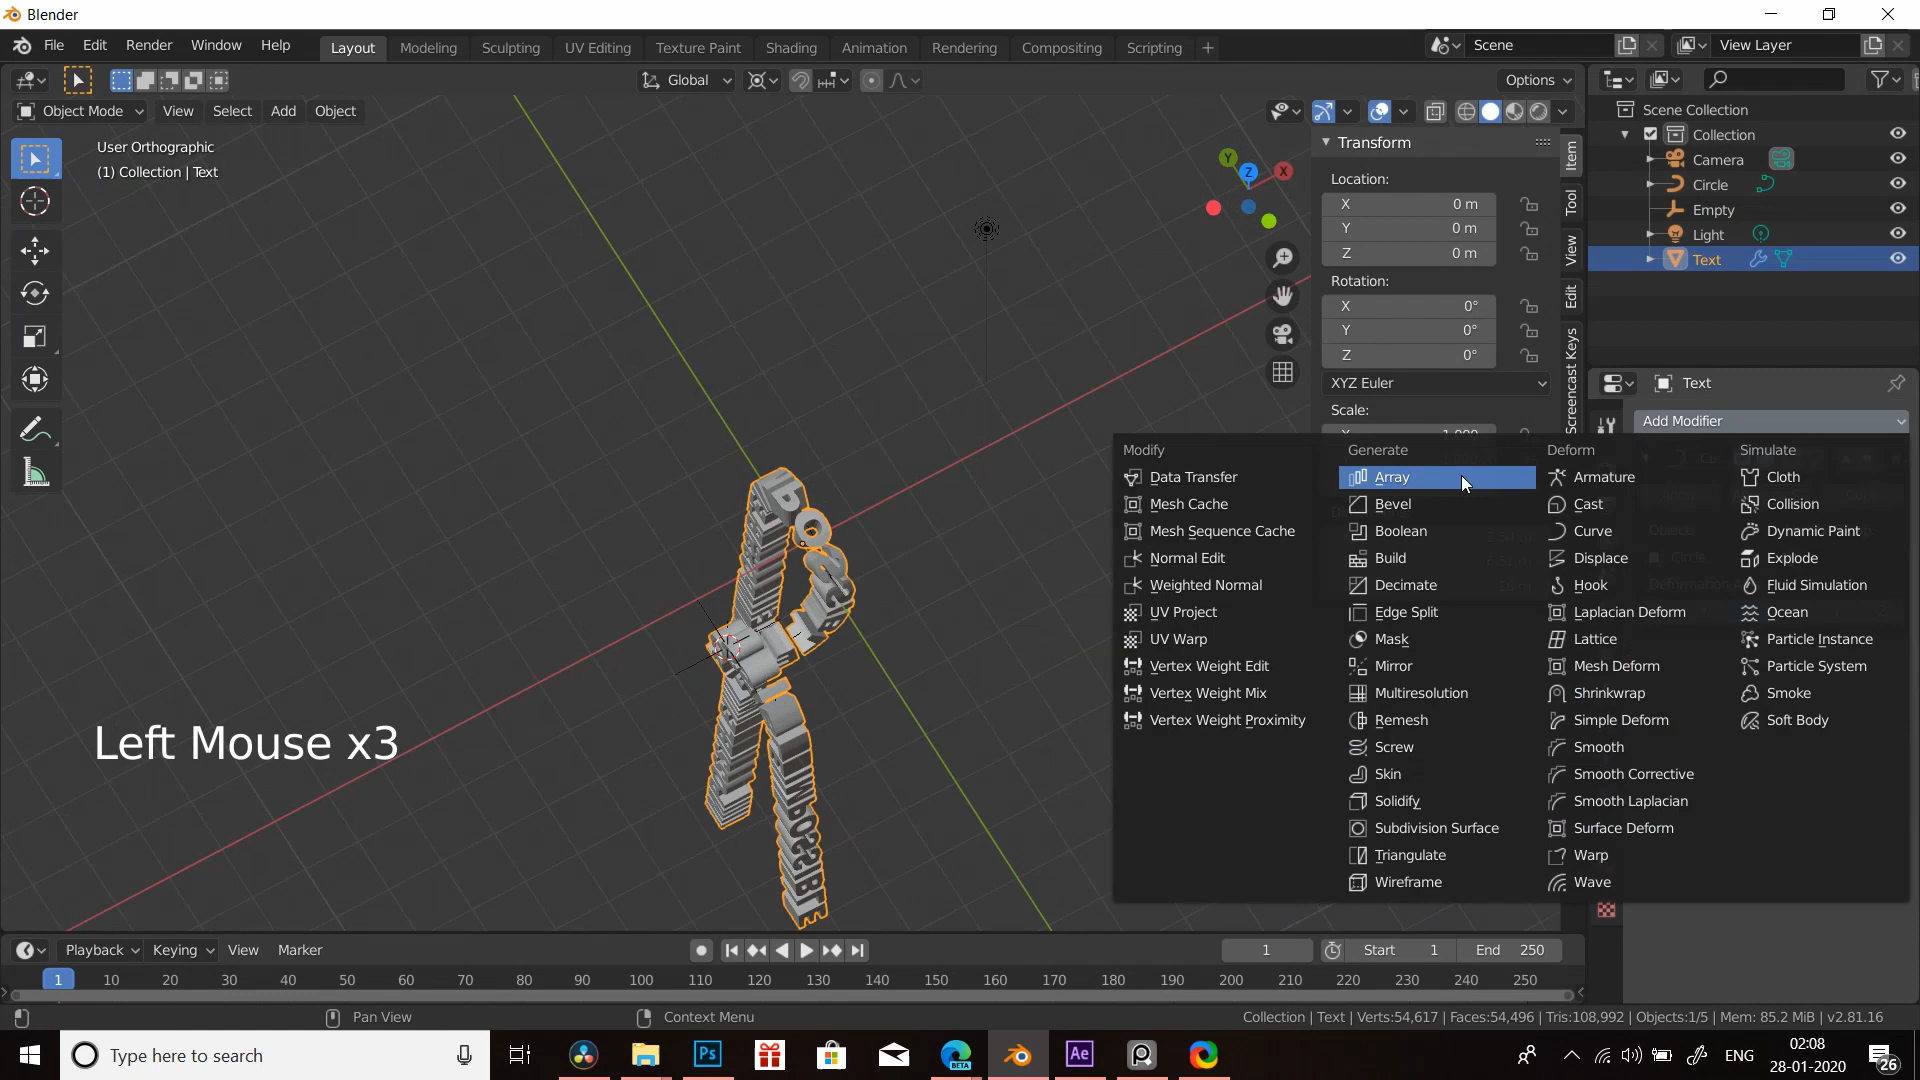 Blender
File Edit Render Window Help Layout Modeling Sculpting UV Editing Texture Paint Shading Animation Rendering Compositing Scripting + Scene View Layer
Global Options
Object Mode View Select Add Object
User Orthographic
(1) Collection | Text
Y Z X
Transform
Location:
X 0 m
Y 0 m
Z 0 m
Rotation:
X 0°
Y 0°
Z 0°
XYZ Euler
Scale:
Item
Tool
View
Edit
Screencast Keys
Scene Collection
Collection
Camera
Circle
Empty
Light
Text
Text
Add Modifier
Modify Generate Deform Simulate
Data Transfer Array Armature Cloth
Mesh Cache Bevel Cast Collision
Mesh Sequence Cache Boolean Curve Dynamic Paint
Normal Edit Build Displace Explode
Weighted Normal Decimate Hook Fluid Simulation
UV Project Edge Split Laplacian Deform Ocean
UV Warp Mask Lattice Particle Instance
Vertex Weight Edit Mirror Mesh Deform Particle System
Vertex Weight Mix Multiresolution Shrinkwrap Smoke
Vertex Weight Proximity Remesh Simple Deform Soft Body
Screw Smooth
Skin Smooth Corrective
Solidify Smooth Laplacian
Subdivision Surface Surface Deform
Triangulate Warp
Wireframe Wave
Left Mouse x3
Playback Keying View Marker 1 Start 1 End 250
1 10 20 30 40 50 60 70 80 90 100 110 120 130 140 150 160 170 180 190 200 210 220 230 240 250
Pan View Context Menu Collection | Text | Verts:54,617 | Faces:54,496 | Tris:108,992 | Objects:1/5 | Mem: 85.2 MiB | v2.81.16
Type here to search Ps BETA Ae ENG 02:08
28-01-2020 26